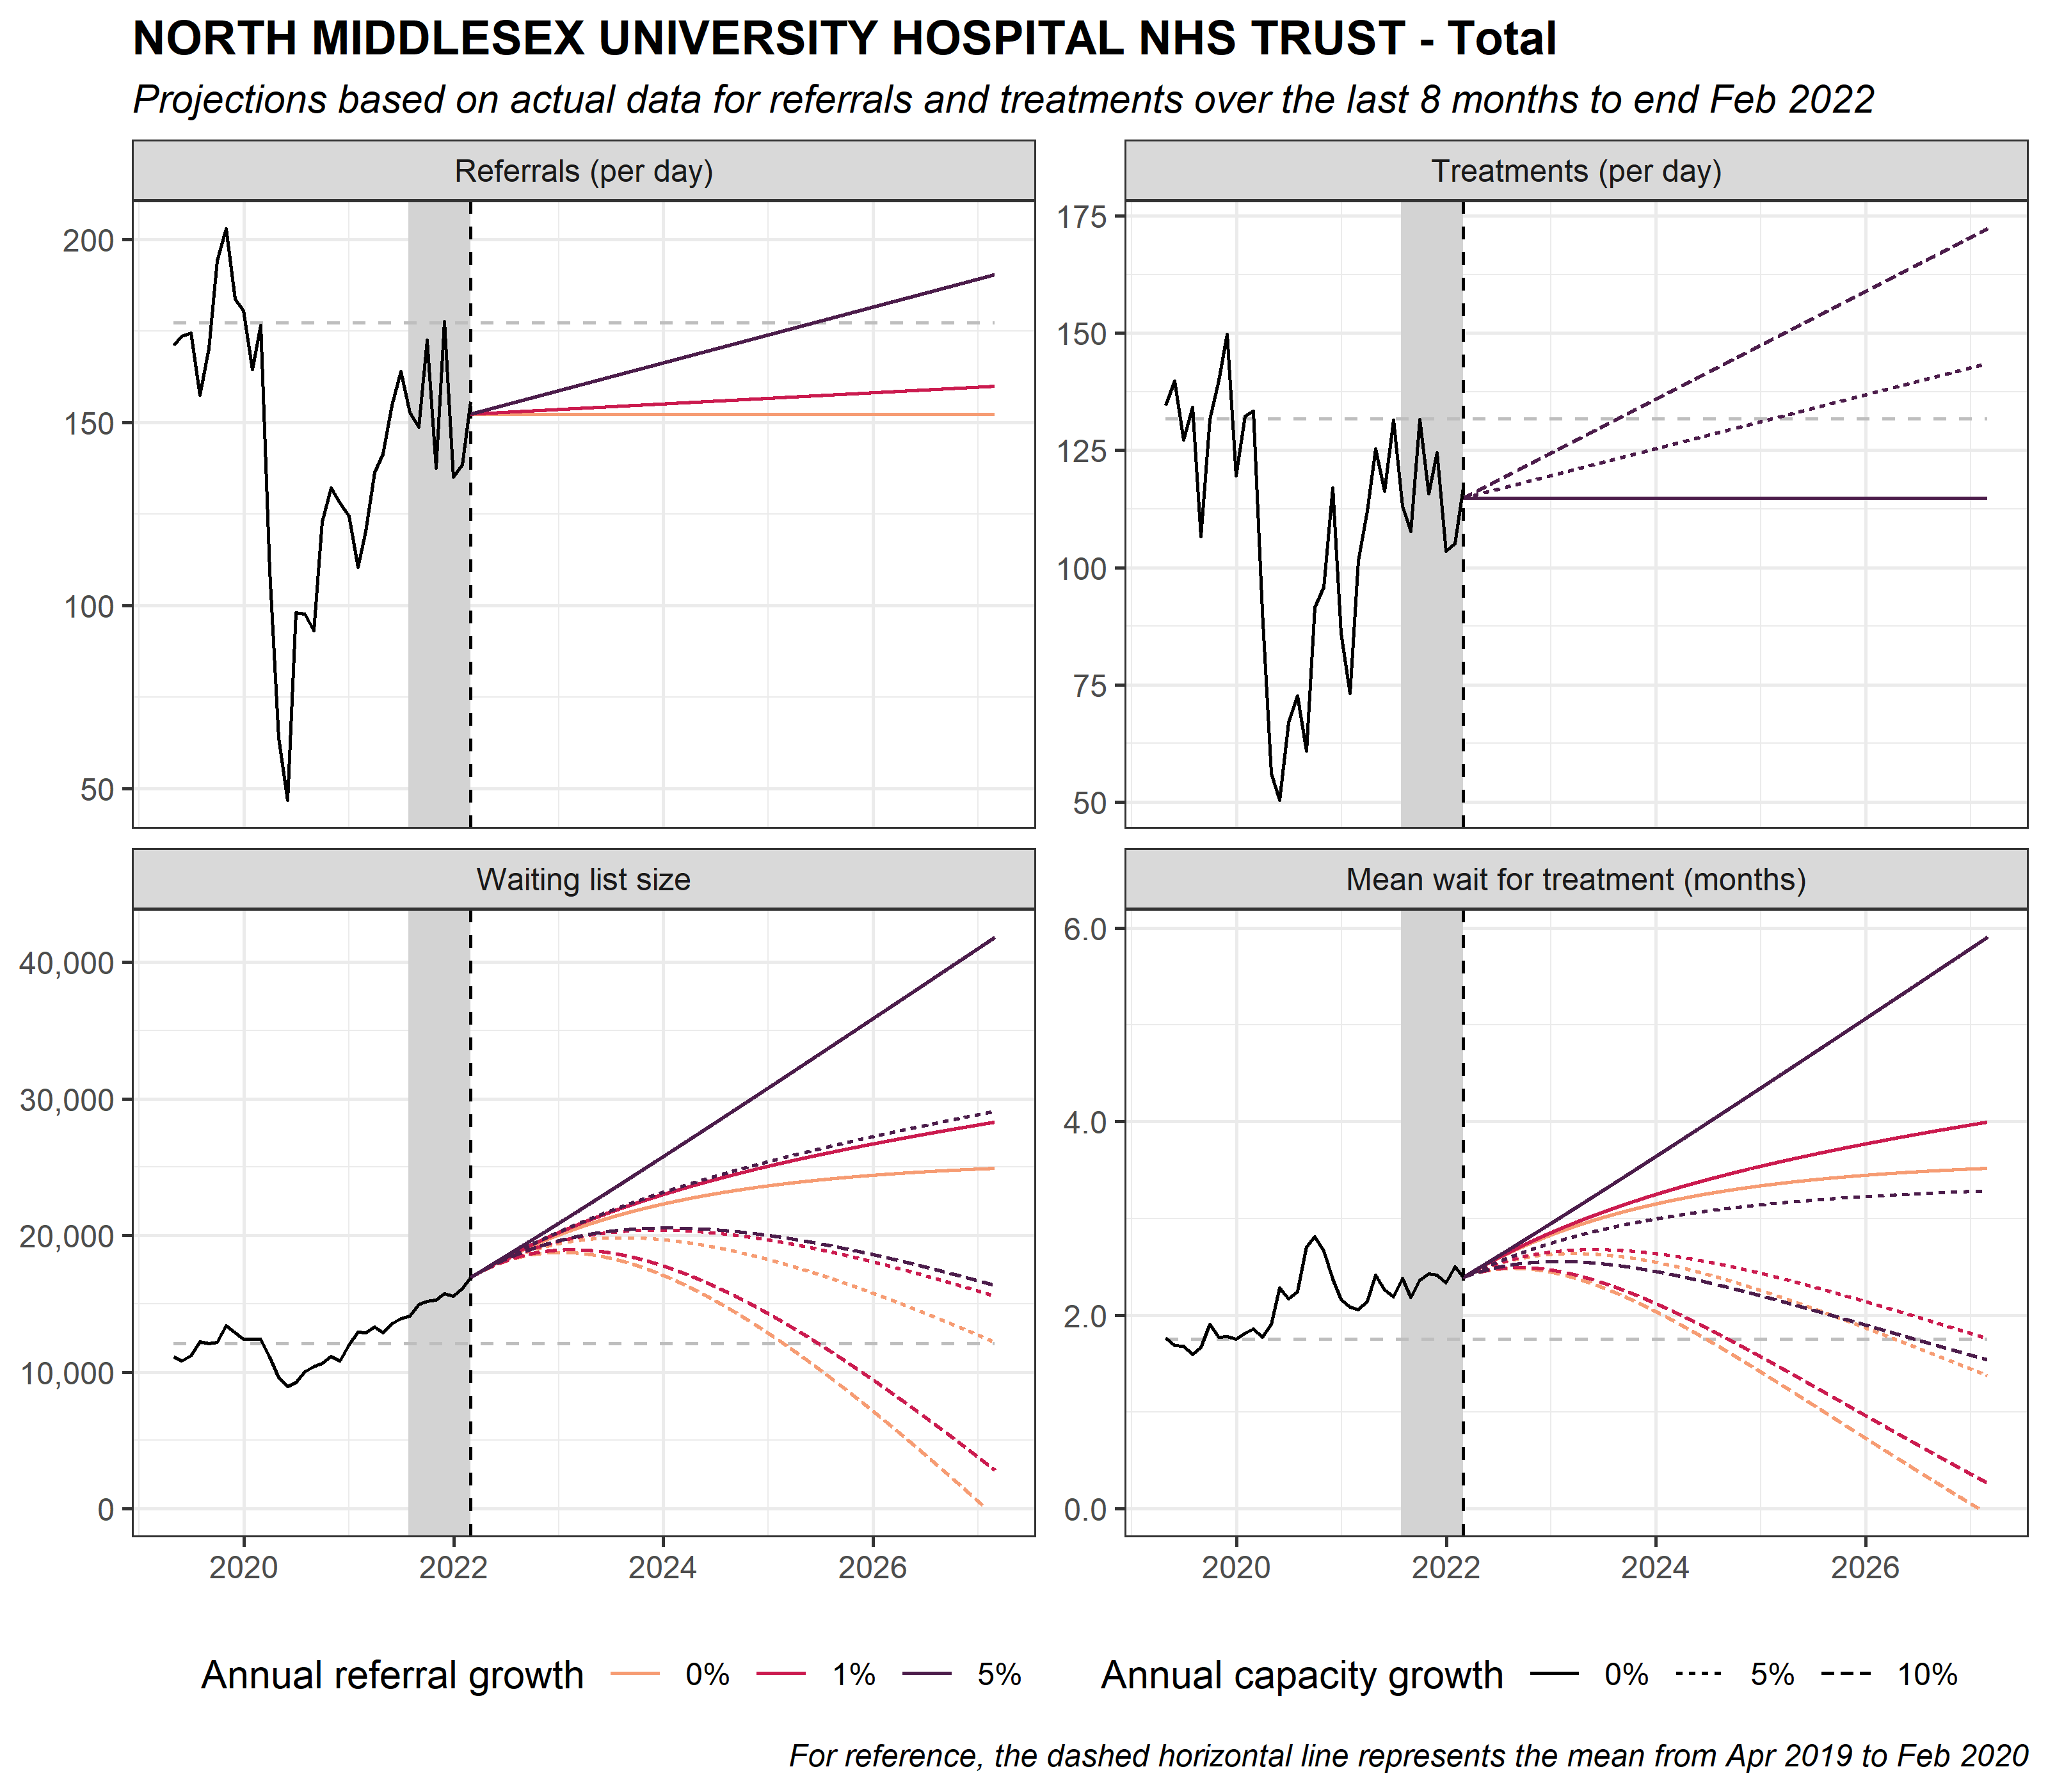 NORTH MIDDLESEX UNIVERSITY HOSPITAL NHS TRUST - Total
Projections based on actual data for referrals and treatments over the last 8 months to end Feb 2022
Referrals (per day)
200
150
100
50
Treatments (per day)
175
150
125
100
75
50
Waiting list size
40,000
30,000
20,000
10,000
0
2020 2022 2024 2026
Mean wait for treatment (months)
6.0
4.0
2.0
0.0
2020 2022 2024 2026
Annual referral growth 0% 1% 5%
Annual capacity growth 0% 5% 10%
For reference, the dashed horizontal line represents the mean from Apr 2019 to Feb 2020